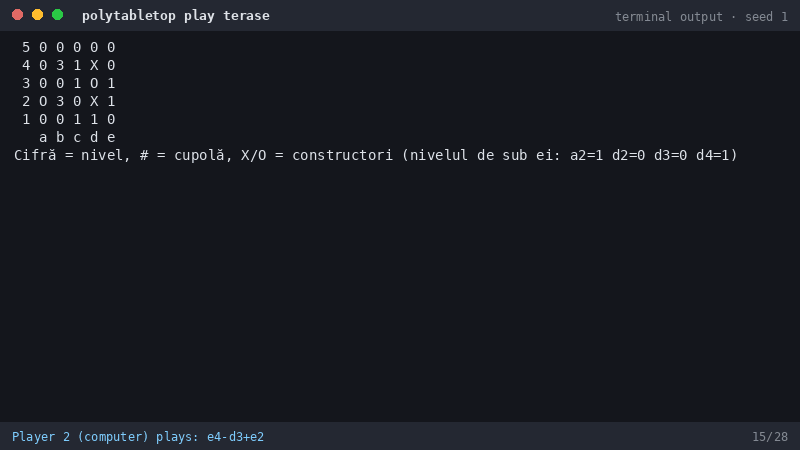 polytabletop play terase
terminal output · seed 1
5 0 0 0 0 0
4 0 3 1 X 0
3 0 0 1 O 1
2 O 3 0 X 1
1 0 0 1 1 0
a b c d e
Cifră = nivel, # = cupolă, X/O = constructori (nivelul de sub ei: a2=1 d2=0 d3=0 d4=1)
Player 2 (computer) plays: e4-d3+e2
15/28